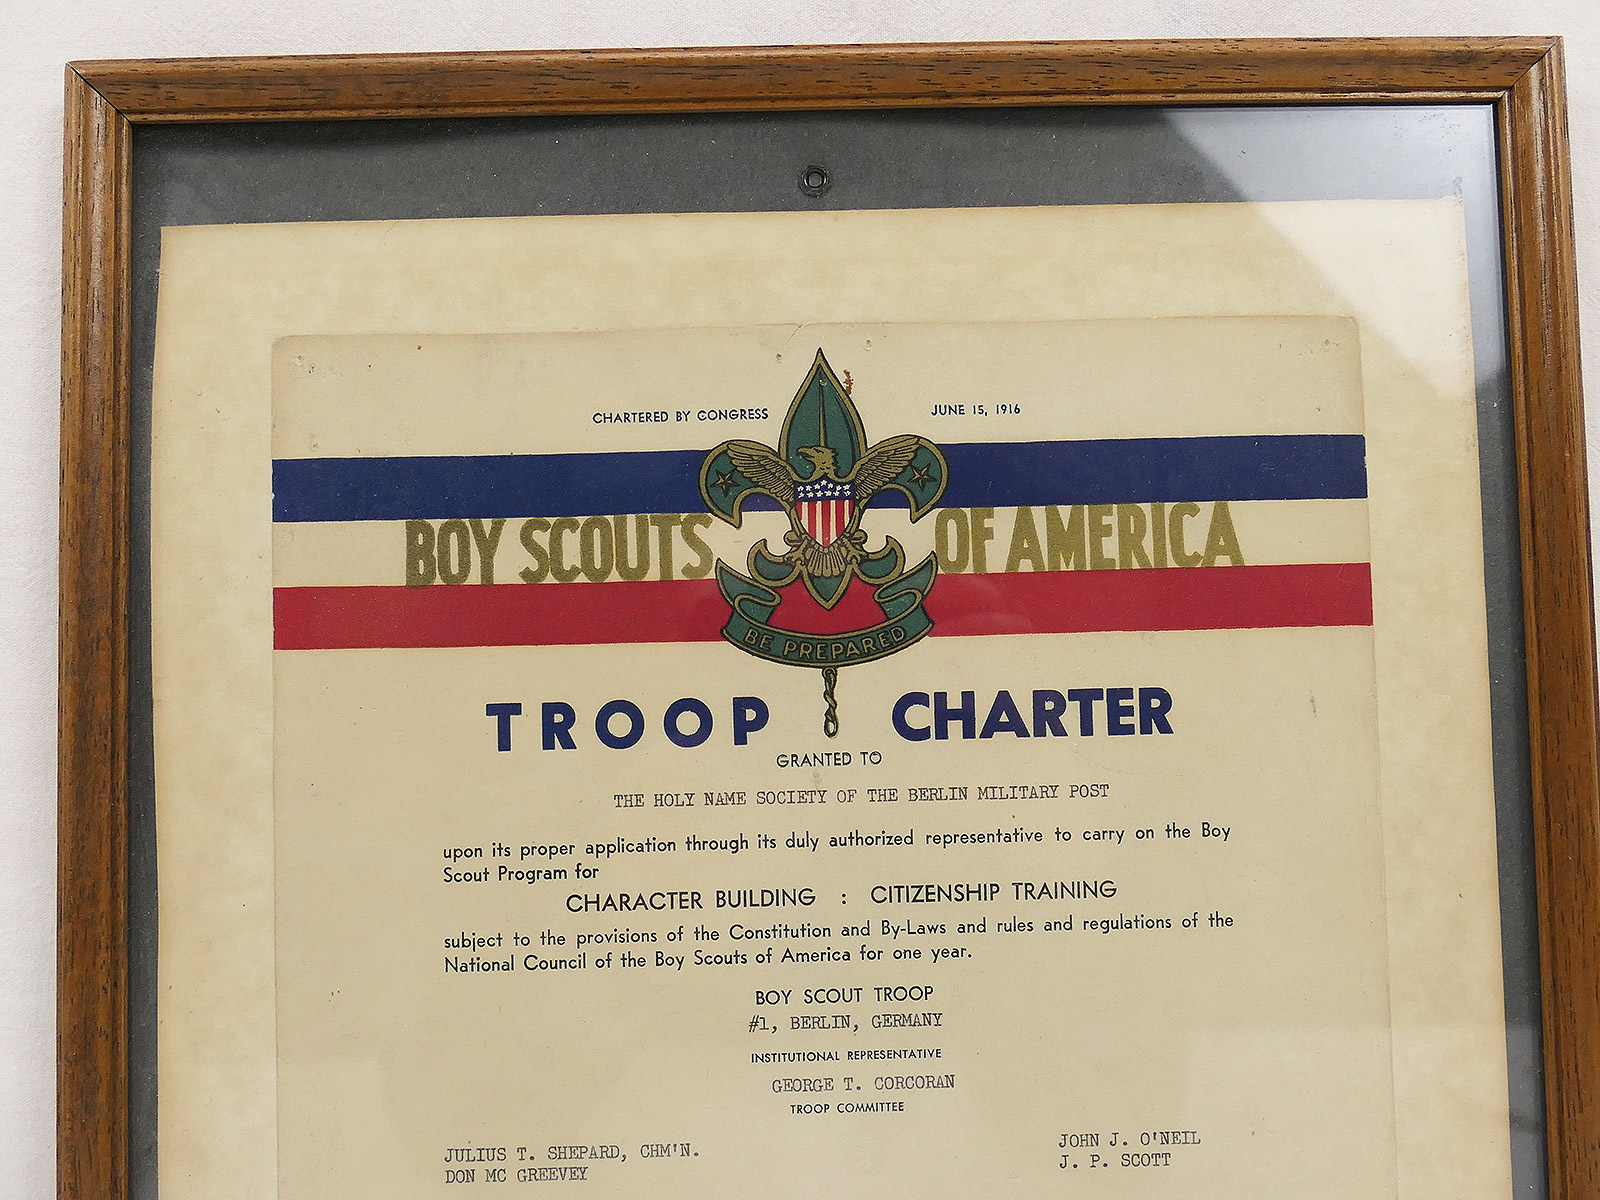 CHARTERED BY CONGRESS JUNE 15, 1916
BOY SCOUTS OF AMERICA
BE PREPARED
TROOP CHARTER
GRANTED TO
THE HOLY NAME SOCIETY OF THE BERLIN MILITARY POST
upon its proper application through its duly authorized representative to carry on the Boy
Scout Program for
CHARACTER BUILDING : CITIZENSHIP TRAINING
subject to the provisions of the Constitution and By-Laws and rules and regulations of the
National Council of the Boy Scouts of America for one year.
BOY SCOUT TROOP
#1, BERLIN, GERMANY
INSTITUTIONAL REPRESENTATIVE
GEORGE T. CORCORAN
TROOP COMMITTEE
JULIUS T. SHEPARD, CHM'N. JOHN J. O'NEIL
DON MC GREEVEY J. P. SCOTT